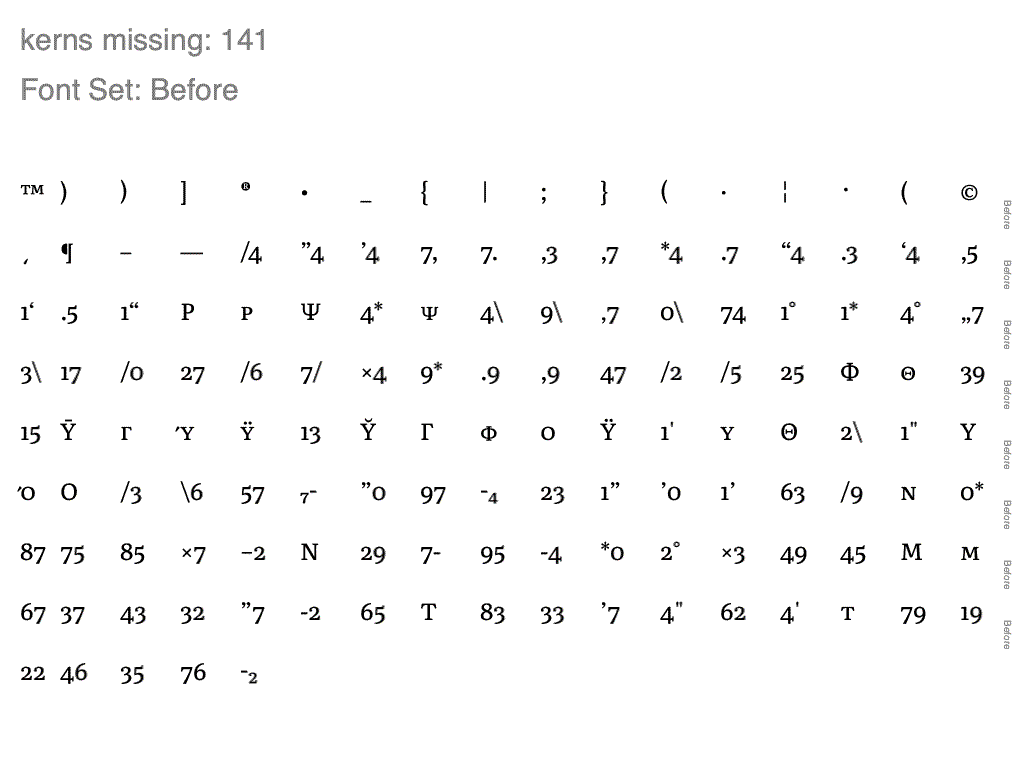 kerns missing: 141
Font Set: Before
™ ) ) ] ® • _ { | ; } ( · ¦ · ( ©
Before
͵ ¶ – — /4 ”4 ’4 7, 7. ,3 ,7 *4 .7 “4 .3 ‘4 ,5
Before
1‘ .5 1“ Ρ ᴩ Ψ 4* ᴪ 4\ 9\ ‚7 0\ 74 1° 1* 4° „7
Before
3\ 17 /0 27 /6 7/ ×4 9* .9 ,9 47 /2 /5 25 Φ ɵ 39
Before
15 Ῡ ᴦ Ύ Ϋ 13 Ῠ Γ ⲫ ο Ϋ 1' ʏ Θ 2\ 1" Υ
Before
Ό Ο /3 \6 57 ₇- ”0 97 -₄ 23 1” ’0 1’ 63 /9 ɴ 0*
Before
87 75 85 ×7 −2 Ν 29 7- 95 -4 *0 2° ×3 49 45 Μ ᴍ
Before
67 37 43 32 ”7 -2 65 Τ 83 33 ’7 4" 62 4' ᴛ 79 19
Before
22 46 35 76 -₂